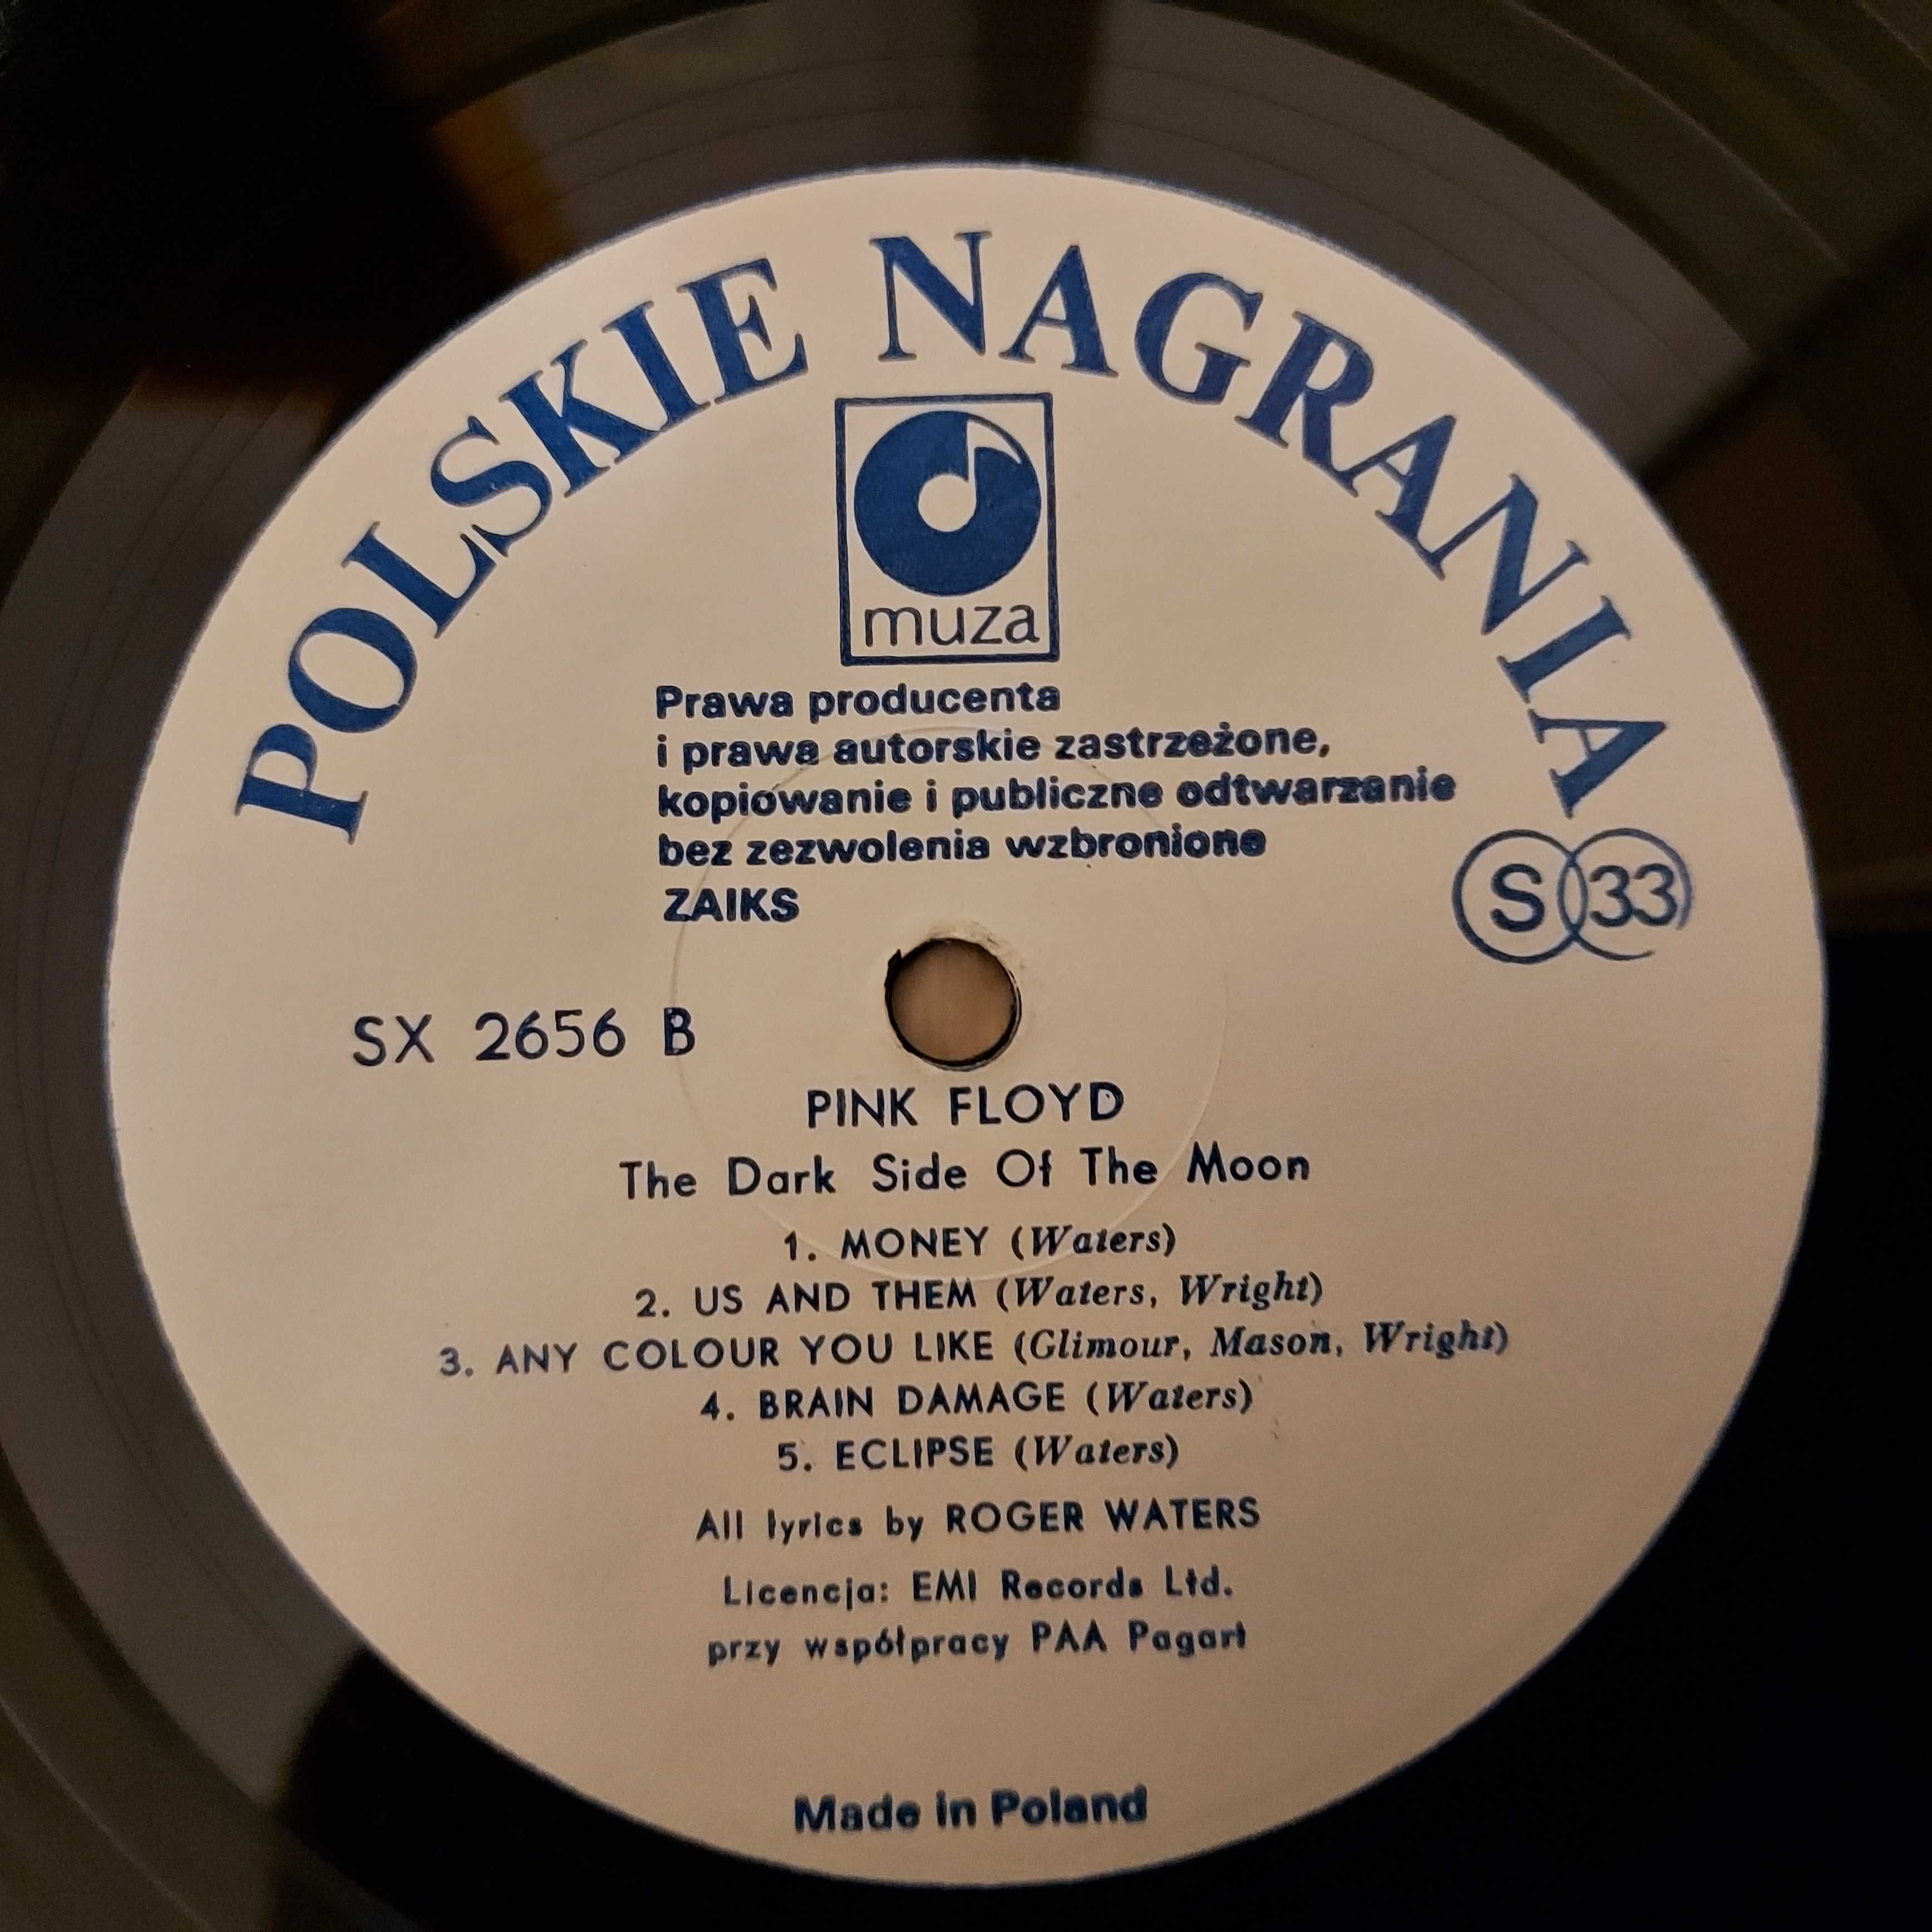 POLSKIE NAGRANIA
muza
Prawa producenta
i prawa autorskie zastrzeżone,
kopiowanie i publiczne odtwarzanie
bez zezwolenia wzbronione
ZAIKS
S 33
SX 2656 B
PINK FLOYD
The Dark Side Of The Moon
1. MONEY (Waters)
2. US AND THEM (Waters, Wright)
3. ANY COLOUR YOU LIKE (Glimour, Mason, Wright)
4. BRAIN DAMAGE (Waters)
5. ECLIPSE (Waters)
All lyrics by ROGER WATERS
Licencja: EMI Records Ltd.
przy współpracy PAA Pagart
Made in Poland